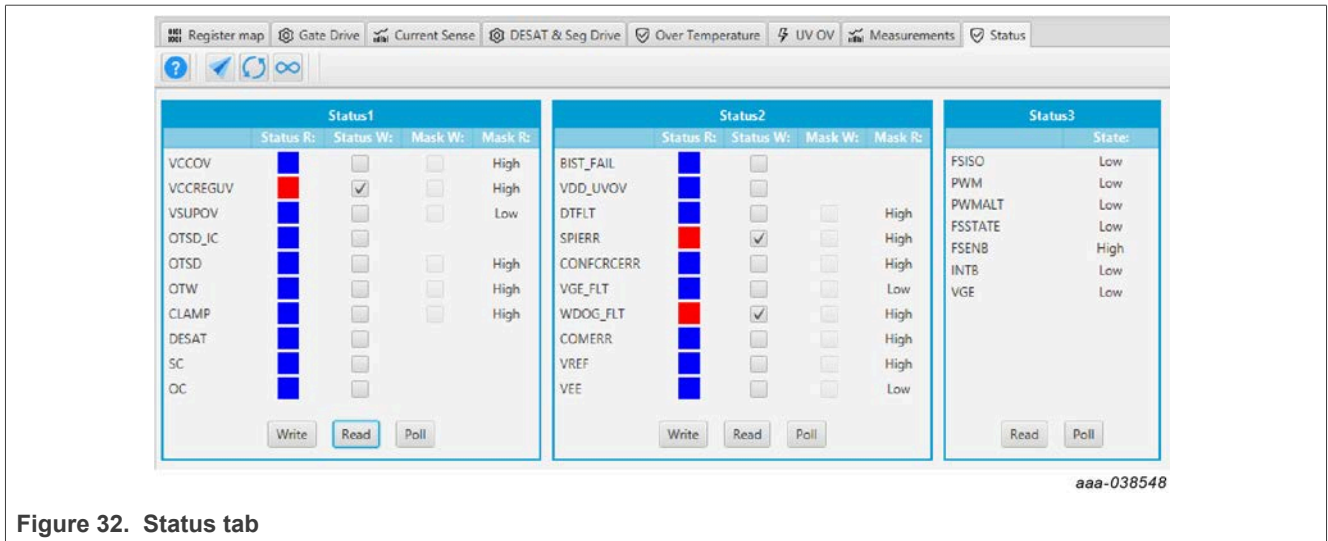 Register map Gate Drive Current Sense DESAT & Seg Drive Over Temperature UV OV Measurements Status
Status1
Status R: Status W: Mask W: Mask R:
VCCOV High
VCCREGUV High
VSUPOV Low
OTSD_IC
OTSD High
OTW High
CLAMP High
DESAT
SC
OC
Write Read Poll
Status2
Status R: Status W: Mask W: Mask R:
BIST_FAIL
VDD_UVOV
DTFLT High
SPIERR High
CONFCRCERR High
VGE_FLT Low
WDOG_FLT High
COMERR High
VREF High
VEE Low
Write Read Poll
Status3
State:
FSISO Low
PWM Low
PWMALT Low
FSSTATE Low
FSENB High
INTB Low
VGE Low
Read Poll
aaa-038548
Figure 32. Status tab